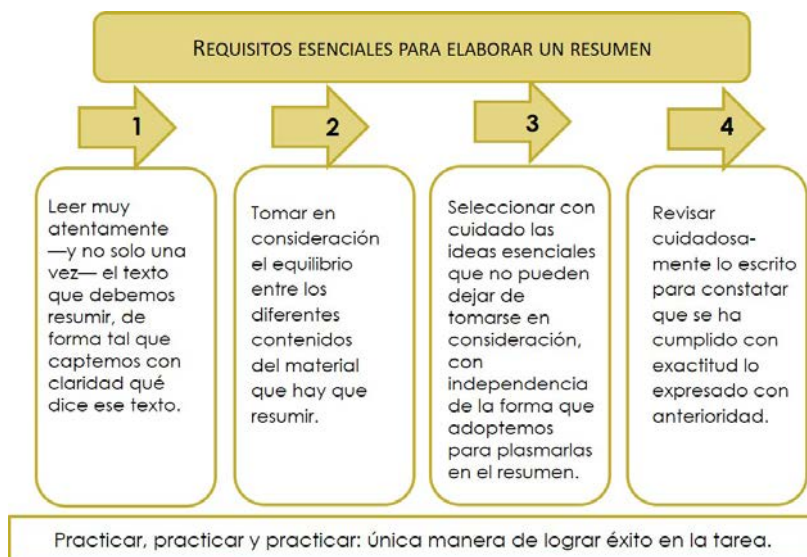 REQUISITOS ESENCIALES PARA ELABORAR UN RESUMEN
1
Leer muy
atentamente
—y no solo una
vez— el texto
que debemos
resumir, de
forma tal que
captemos con
claridad qué
dice ese texto.
2
Tomar en
consideración
el equilibrio
entre los
diferentes
contenidos
del material
que hay que
resumir.
3
Seleccionar con
cuidado las
ideas esenciales
que no pueden
dejar de
tomarse en
consideración,
con
independencia
de la forma que
adoptemos
para plasmarlas
en el resumen.
4
Revisar
cuidadosa-
mente lo escrito
para constatar
que se ha
cumplido con
exactitud lo
expresado con
anterioridad.
Practicar, practicar y practicar: única manera de lograr éxito en la tarea.